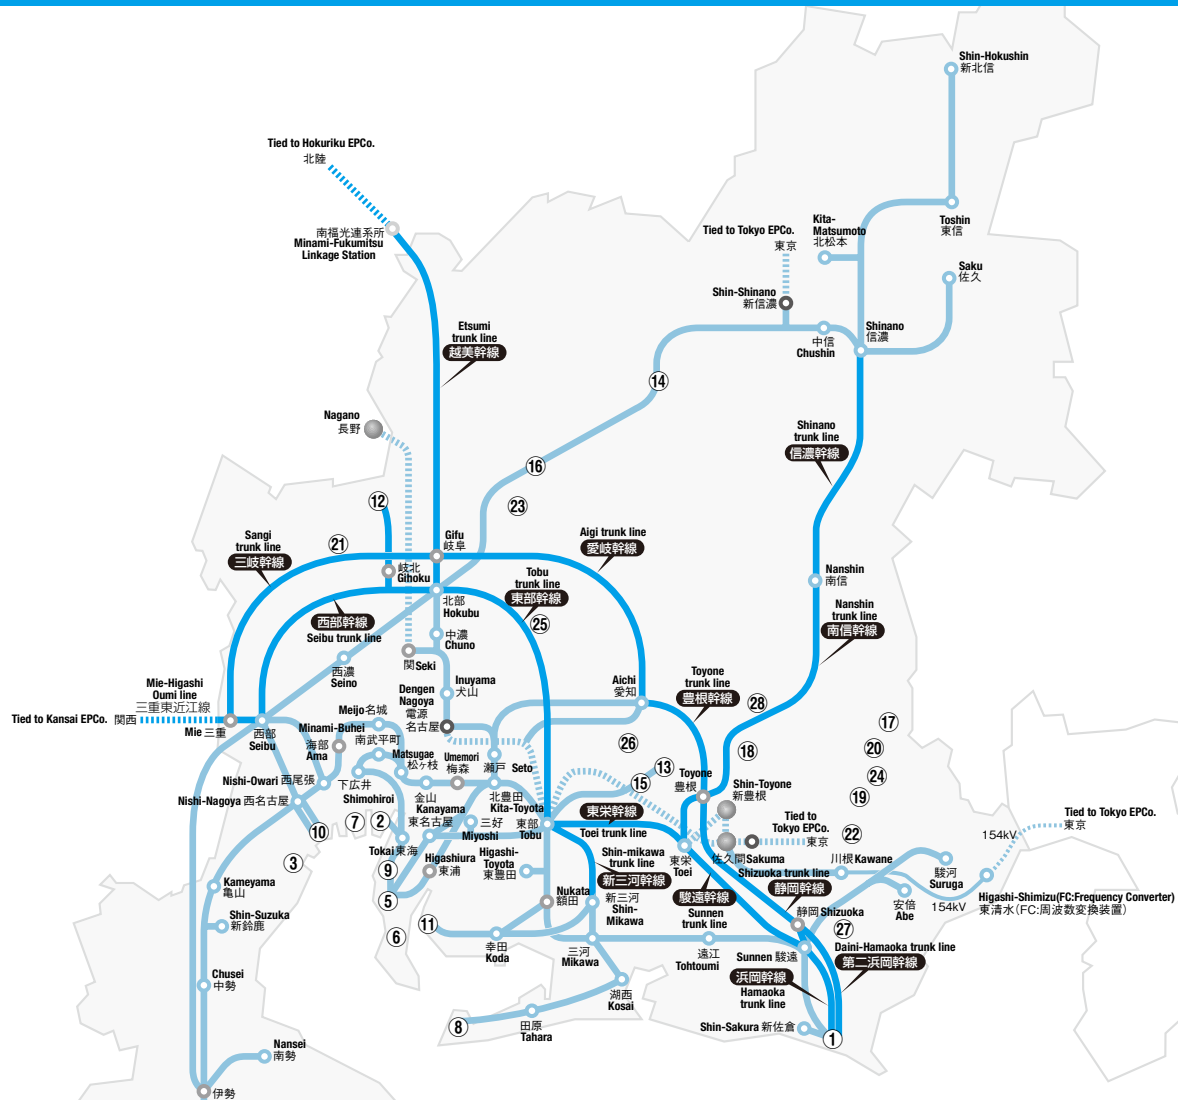 Shin-Hokushin
新北信
Tied to Hokuriku EPCo.
北陸
南福光連系所
Minami-Fukumitsu
Linkage Station
Toshin
東信
Kita-
Matsumoto
北松本
Tied to Tokyo EPCo.
東京
Saku
佐久
Shin-Shinano
新信濃
Etsumi
trunk line
越美幹線
中信
Chushin
Shinano
信濃
14
Nagano
長野
Shinano
trunk line
信濃幹線
16
12
23
Sangi
trunk line
三岐幹線
21
Gifu
岐阜
Aigi trunk line
愛岐幹線
岐北
Gihoku
Tobu
trunk line
東部幹線
Nanshin
南信
北部
Hokubu
西部幹線
Seibu trunk line
25
Nanshin
trunk line
南信幹線
中濃
Chuno
西濃
Seino
関 Seki
Inuyama
犬山
Aichi
愛知
Toyone
trunk line
豊根幹線
Mie-Higashi
Oumi line
三重東近江線
Tied to Kansai EPCo. 関西
Mie 三重
西部
Seibu
Dengen
Nagoya
電源
名古屋
Meijo 名城
Minami-Buhei
南武平町
海部
Ama
Matsugae
松ヶ枝
Umemori
梅森
瀬戸 Seto
28
17
26
18
20
13
15
24
19
Toyone
豊根
Shin-Toyone
新豊根
Nishi-Owari 西尾張
下広井
Shimohiroi
金山
Kanayama
北豊田
Kita-Toyota
Nishi-Nagoya 西名古屋
10
7
2
東名古屋
三好
Miyoshi
東部
Tobu
東栄幹線
Toei trunk line
Tied to
Tokyo EPCo.
東京
22
154kV
Tied to Tokyo EPCo.
東京
Tokai 東海
3
9
Higashiura
東浦
Higashi-
Toyota
東豊田
Shin-mikawa
trunk line
新三河幹線
東栄
Toei
佐久間 Sakuma
川根 Kawane
Shizuoka trunk line
静岡幹線
駿河
Suruga
安倍
Abe
154kV
Higashi-Shimizu(FC:Frequency Converter)
東清水(FC:周波数変換装置)
Kameyama
亀山
5
Nukata
額田
新三河
Shin-
Mikawa
駿遠幹線
Sunnen
trunk line
静岡 Shizuoka
Shin-Suzuka
新鈴鹿
6
11
幸田
Koda
三河
Mikawa
遠江
Tohtoumi
Sunnen 駿遠
27
Daini-Hamaoka trunk line
第二浜岡幹線
浜岡幹線
Hamaoka
trunk line
Chusei
中勢
湖西
Kosai
8
田原
Tahara
Shin-Sakura 新佐倉
1
Nansei
南勢
伊勢